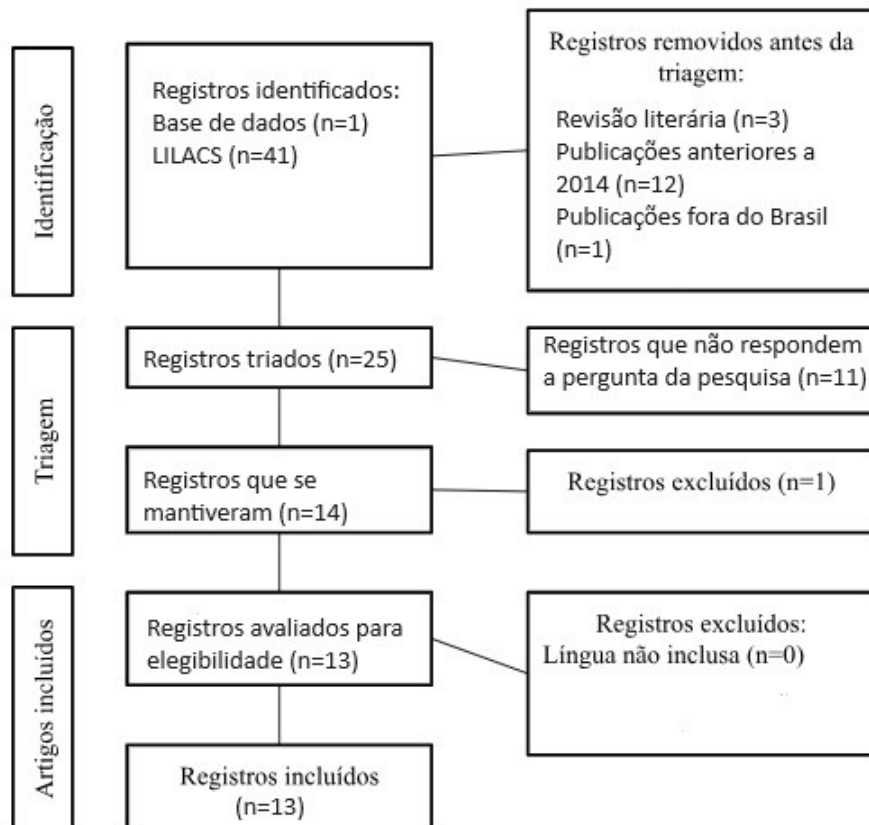 Identificação
Registros identificados:
Base de dados (n=1)
LILACS (n=41)
Registros removidos antes da
triagem:
Revisão literária (n=3)
Publicações anteriores a
2014 (n=12)
Publicações fora do Brasil
(n=1)
Triagem
Registros triados (n=25)
Registros que não respondem
a pergunta da pesquisa (n=11)
Registros que se
mantiveram (n=14)
Registros excluídos (n=1)
Artigos incluídos
Registros avaliados para
elegibilidade (n=13)
Registros excluídos:
Língua não inclusa (n=0)
Registros incluídos
(n=13)